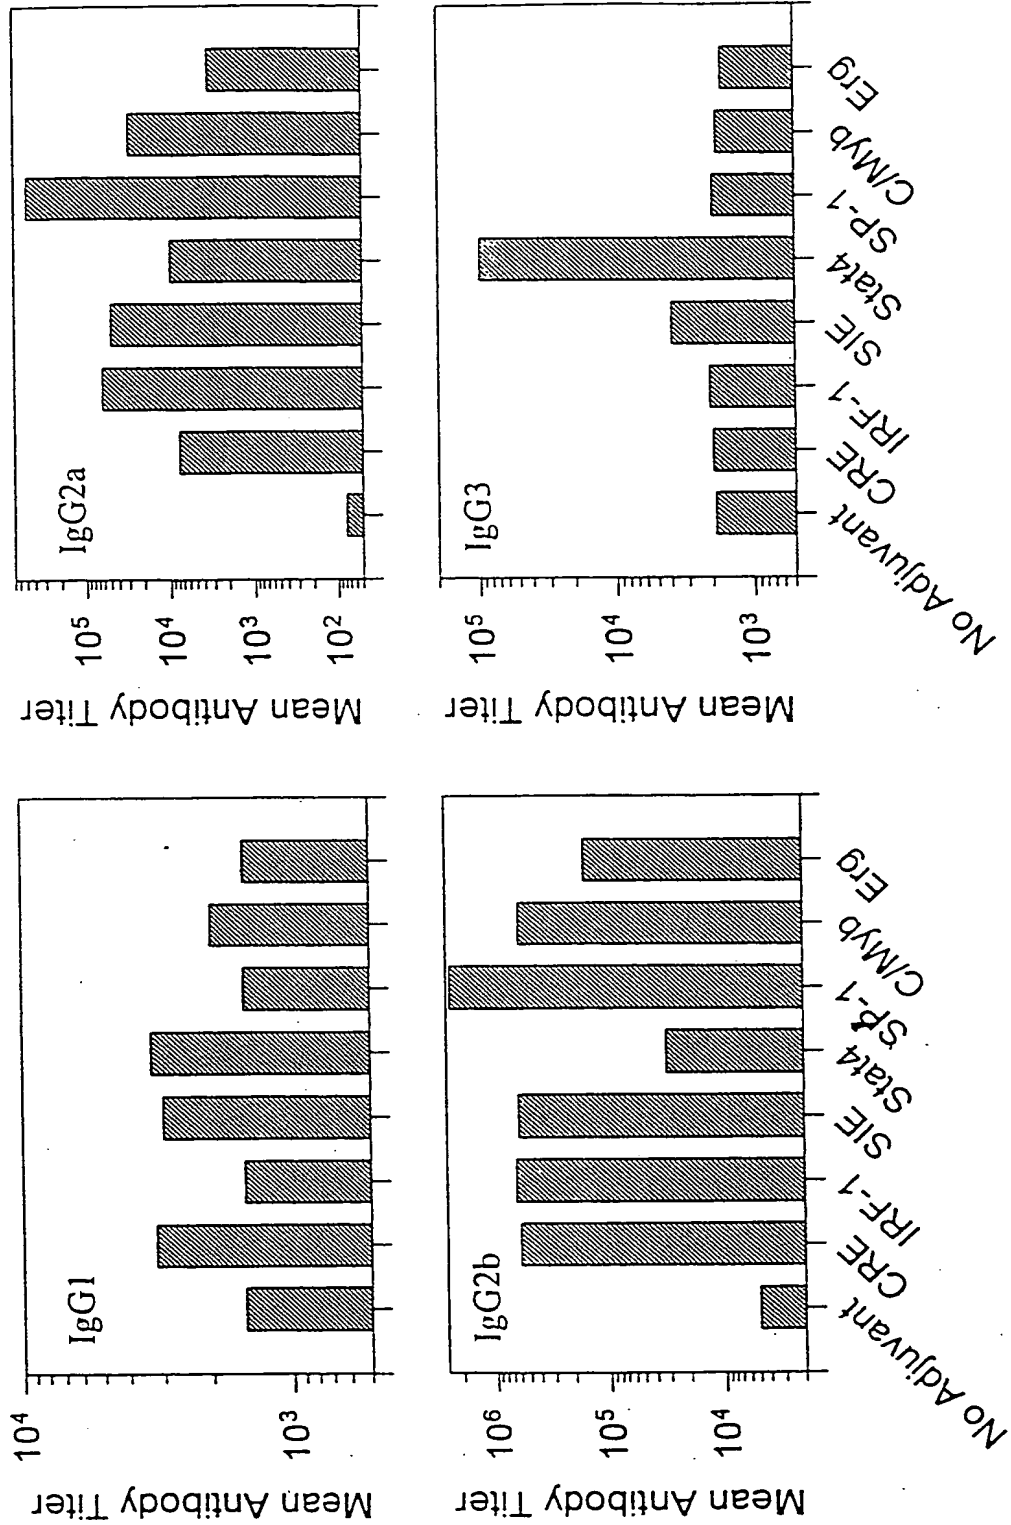 IgG1
Mean Antibody Titer
10⁴
10³
IgG2a
Mean Antibody Titer
10⁵
10⁴
10³
10²
IgG2b
Mean Antibody Titer
10⁶
10⁵
10⁴
No Adjuvant
CRE
IRF-1
SIE
Stat4
SP-1
C/Myb
Erg
IgG3
Mean Antibody Titer
10⁵
10⁴
10³
No Adjuvant
CRE
IRF-1
SIE
Stat4
SP-1
C/Myb
Erg